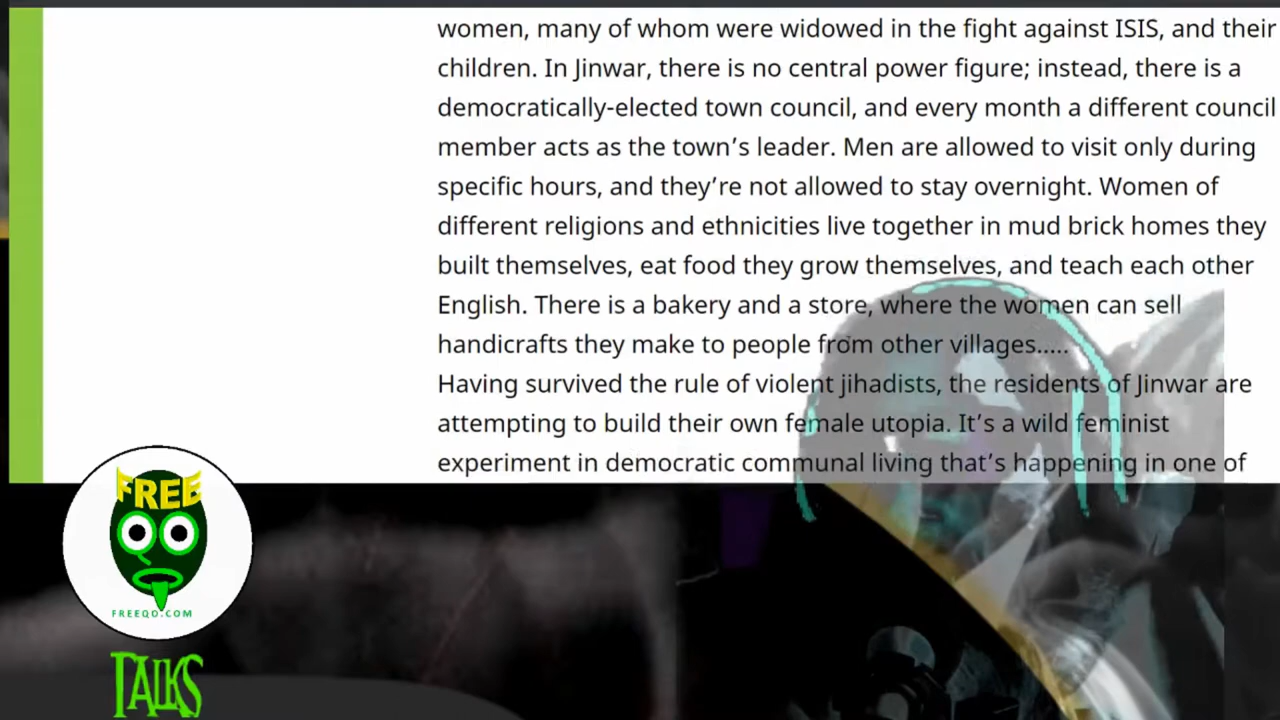 women, many of whom were widowed in the fight against ISIS, and their
children. In Jinwar, there is no central power figure; instead, there is a
democratically-elected town council, and every month a different council
member acts as the town’s leader. Men are allowed to visit only during
specific hours, and they’re not allowed to stay overnight. Women of
different religions and ethnicities live together in mud brick homes they
built themselves, eat food they grow themselves, and teach each other
English. There is a bakery and a store, where the women can sell
handicrafts they make to people from other villages.....
Having survived the rule of violent jihadists, the residents of Jinwar are
attempting to build their own female utopia. It’s a wild feminist
experiment in democratic communal living that’s happening in one of
FREE
FREEQO.COM
TALKS